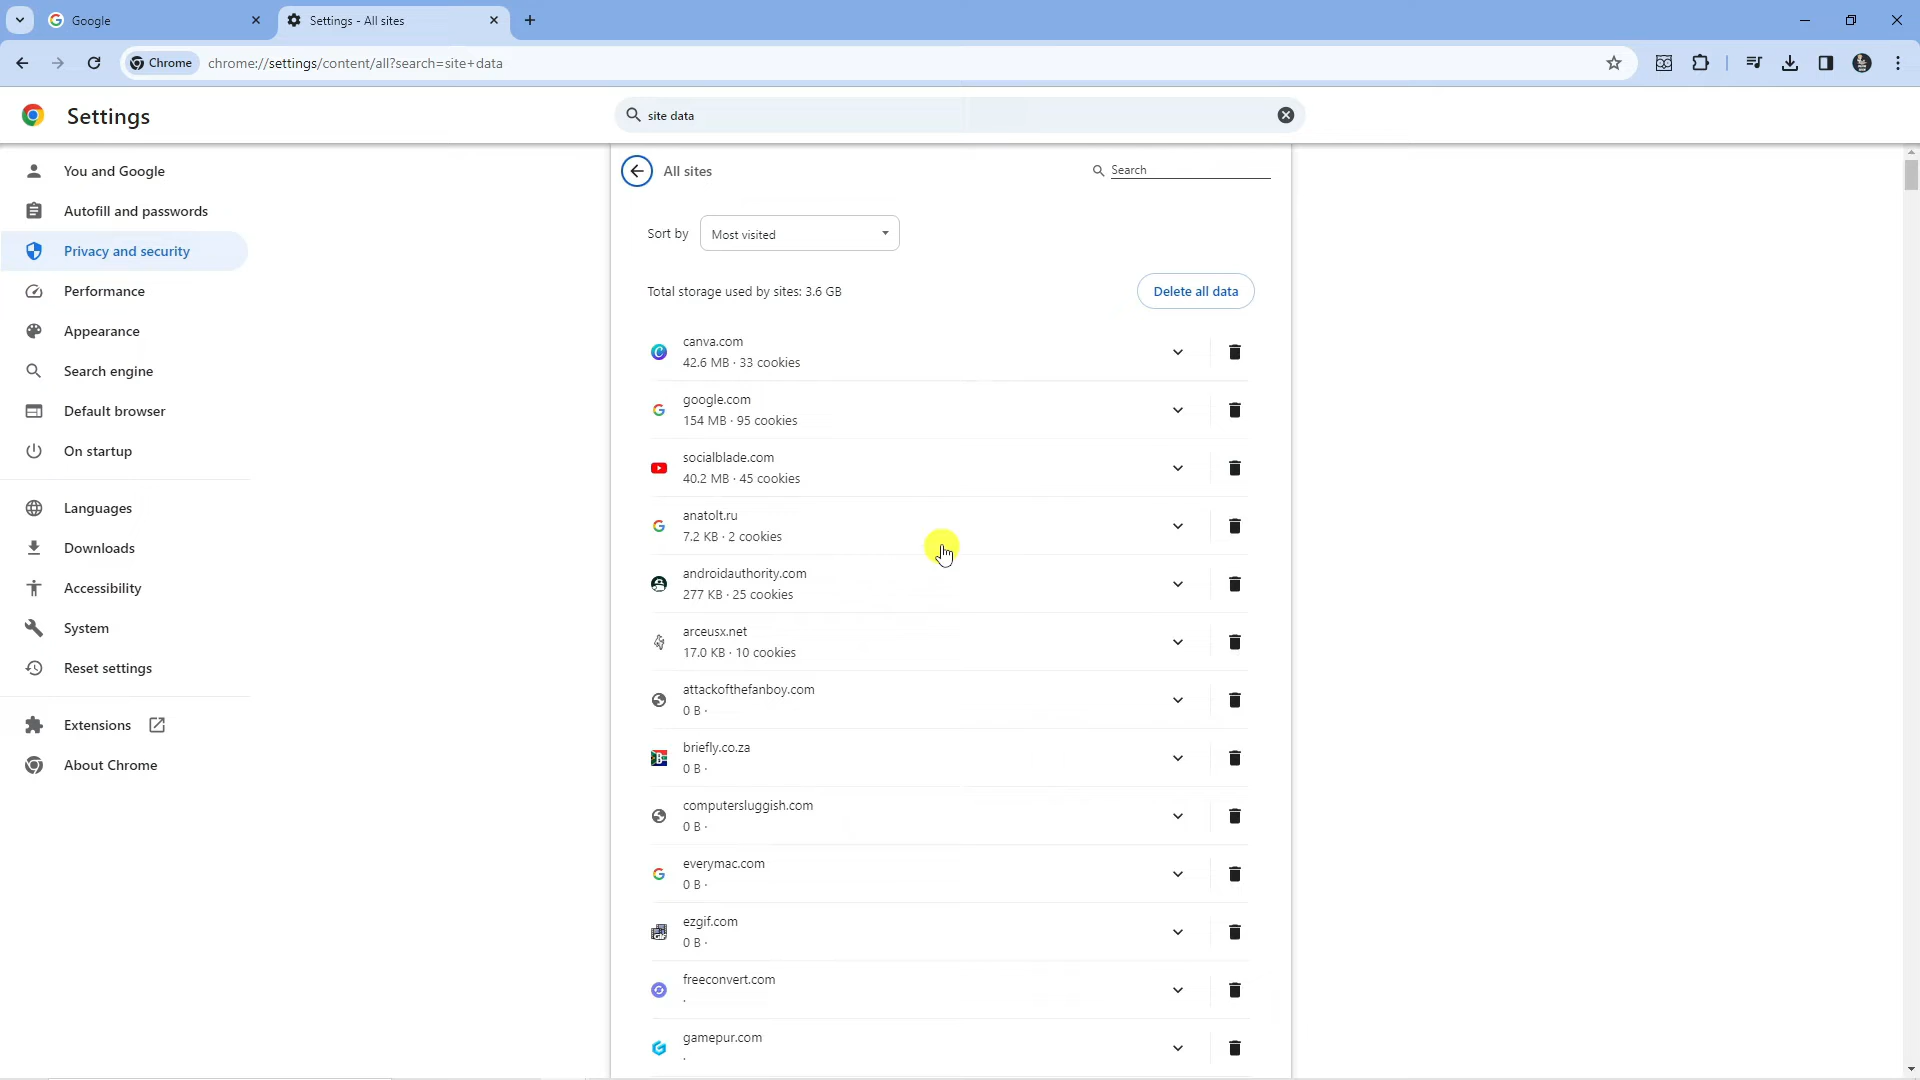 Google
Settings - All sites
Chrome
chrome://settings/content/all?search=site+data
Settings
site data
You and Google
Autofill and passwords
Privacy and security
Performance
Appearance
Search engine
Default browser
On startup
Languages
Downloads
Accessibility
System
Reset settings
Extensions
About Chrome
All sites
Search
Sort by
Most visited
Total storage used by sites: 3.6 GB
Delete all data
canva.com
42.6 MB · 33 cookies
google.com
154 MB · 95 cookies
socialblade.com
40.2 MB · 45 cookies
anatolt.ru
7.2 KB · 2 cookies
androidauthority.com
277 KB · 25 cookies
arceusx.net
17.0 KB · 10 cookies
attackofthefanboy.com
0 B ·
briefly.co.za
0 B ·
computersluggish.com
0 B ·
everymac.com
0 B ·
ezgif.com
0 B ·
freeconvert.com
·
gamepur.com
·